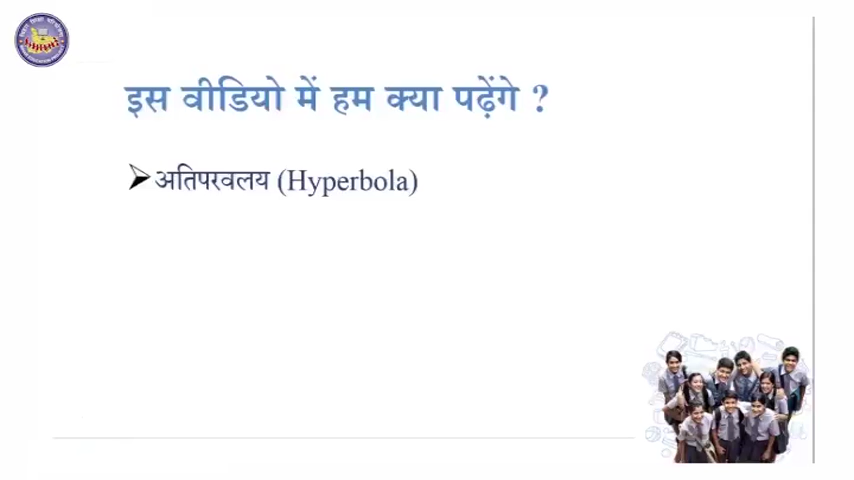 इस वीडियो में हम क्या पढ़ेंगे ?
➢अतिपरवलय (Hyperbola)